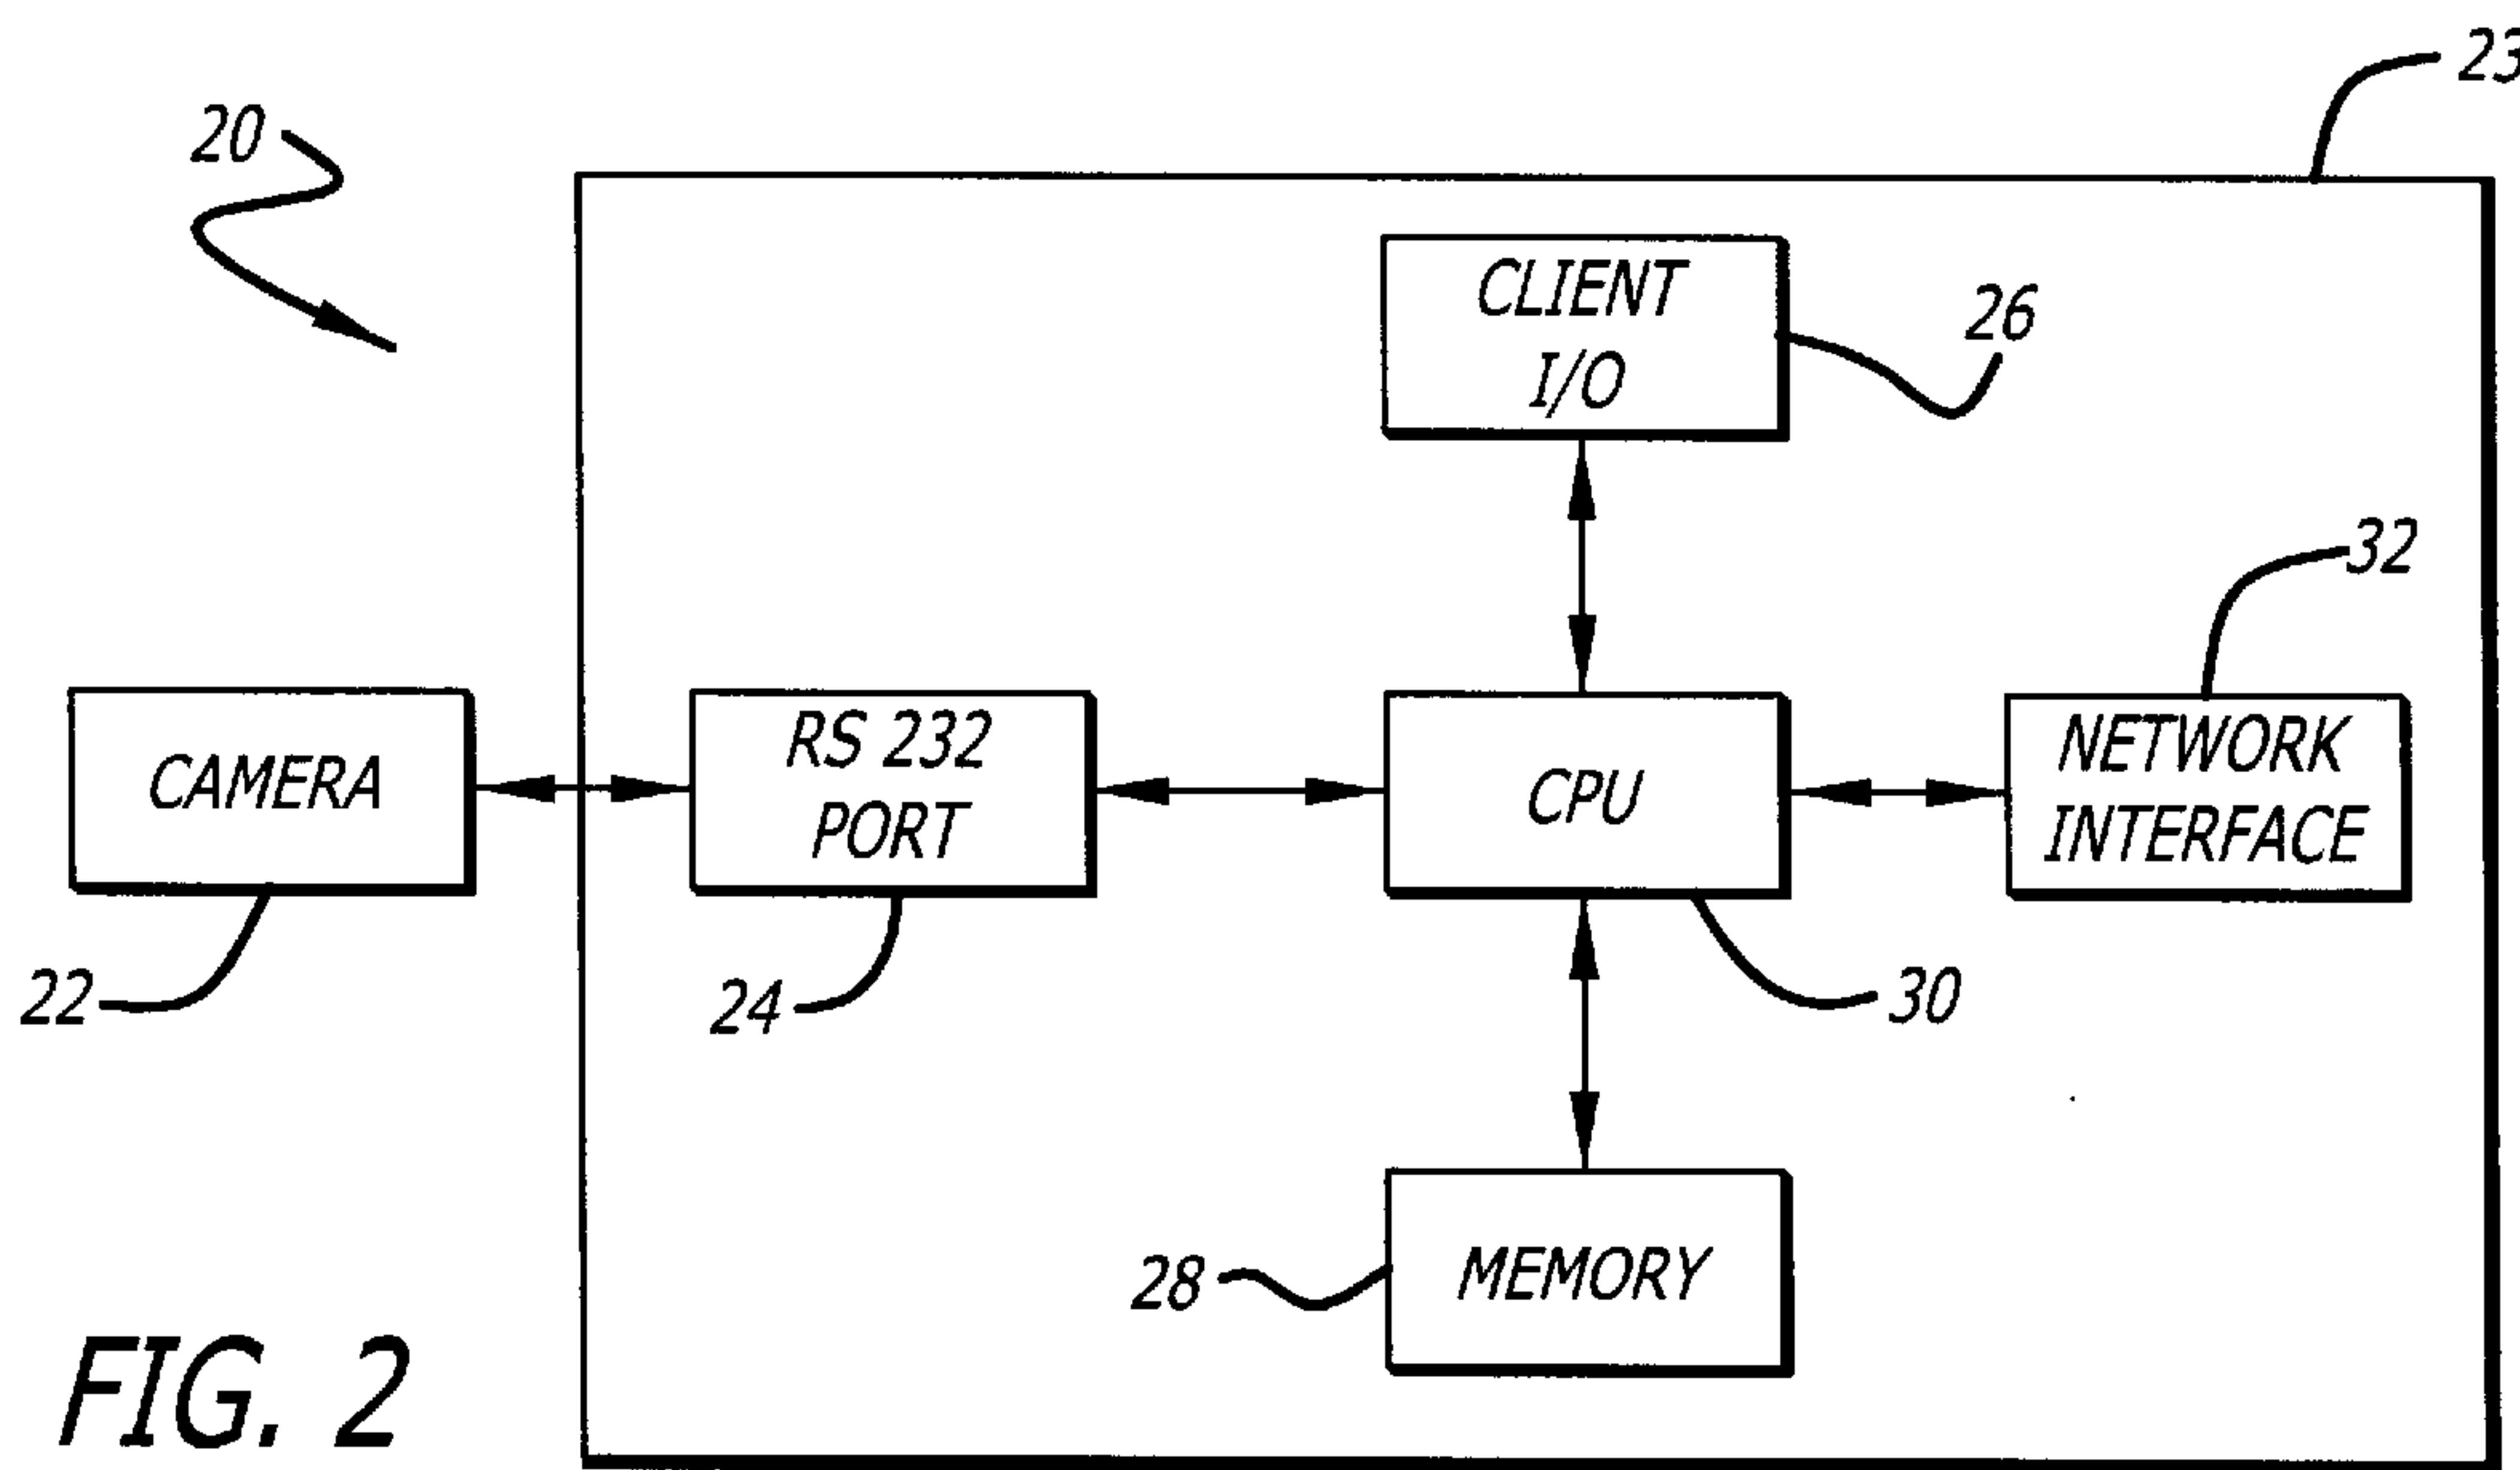 23
20
CLIENT
I/O
26
32
CAMERA
RS 232
PORT
CPU
NETWORK
INTERFACE
22
24
30
28
MEMORY
FIG. 2